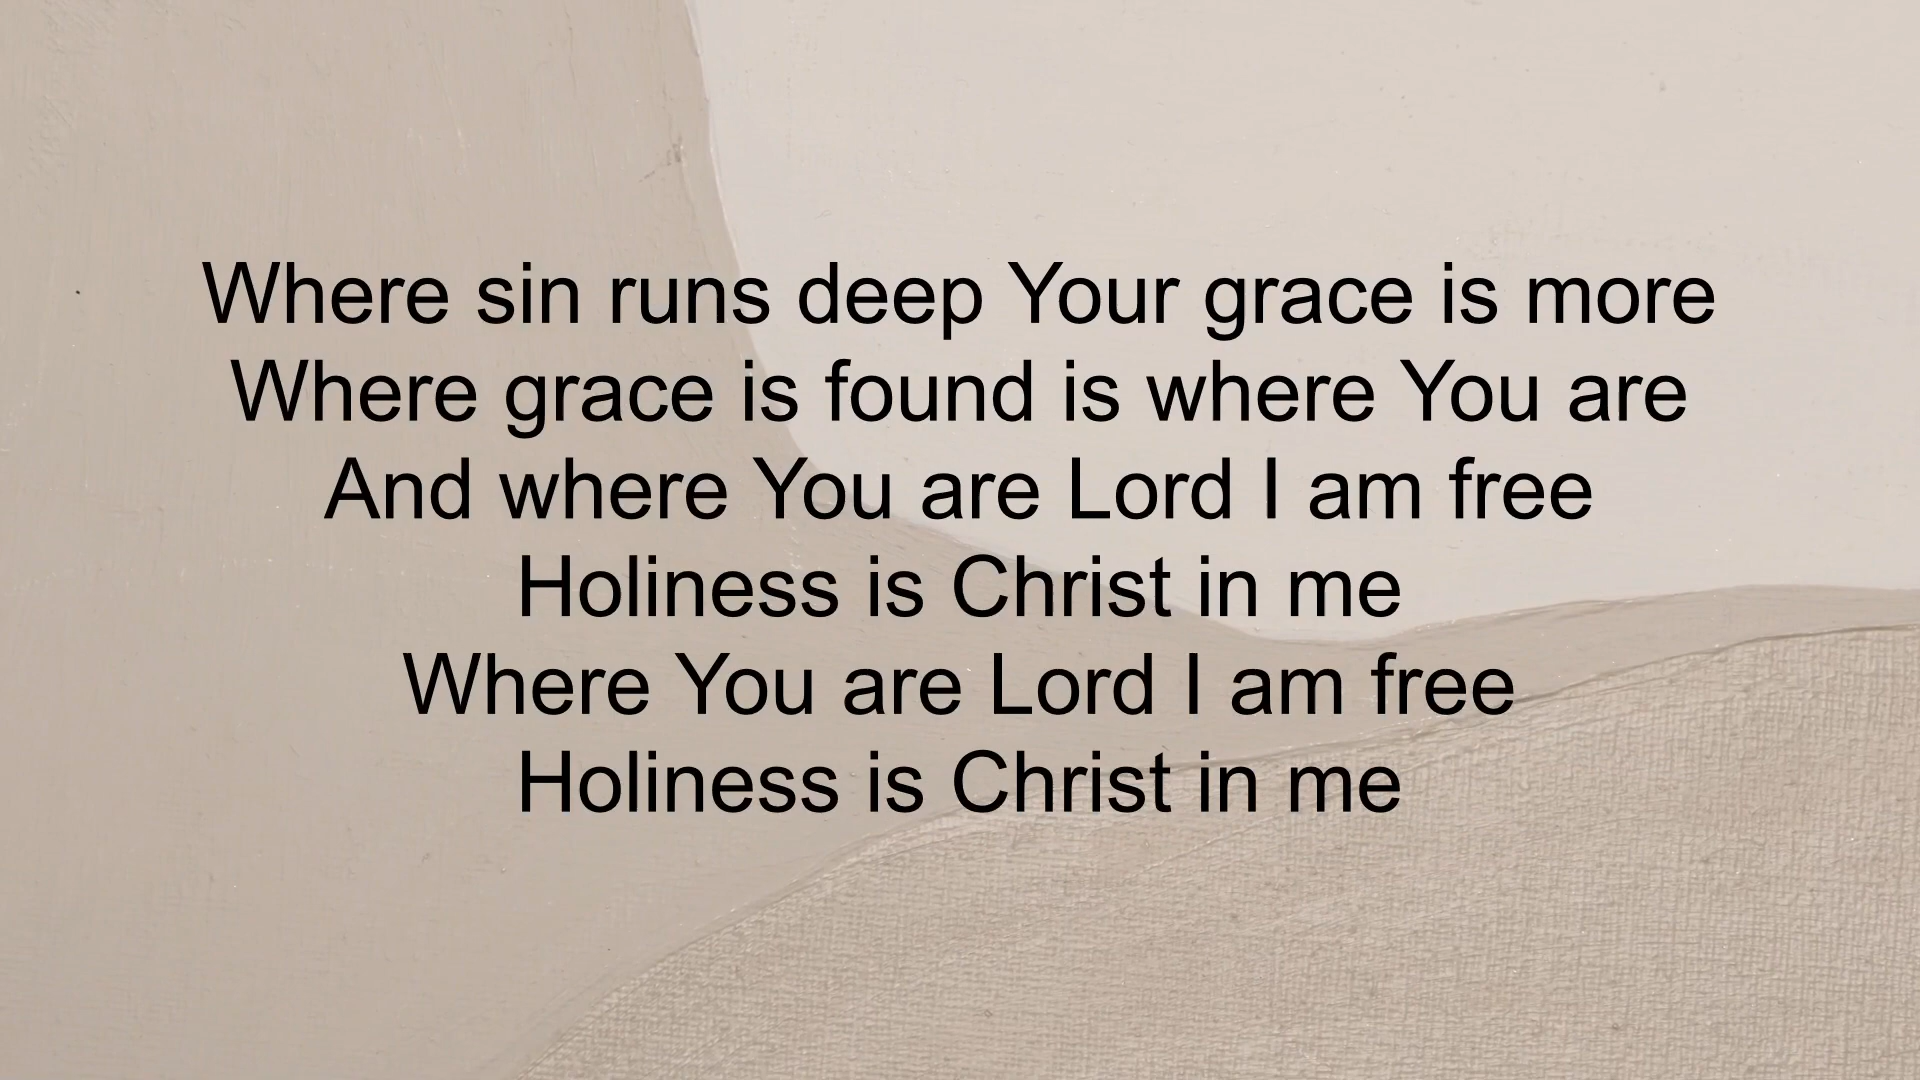 Where sin runs deep Your grace is more
Where grace is found is where You are
And where You are Lord I am free
Holiness is Christ in me
Where You are Lord I am free
Holiness is Christ in me